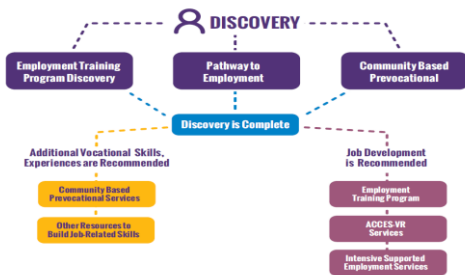 DISCOVERY
Employment Training
Program Discovery
Pathway to
Employment
Community Based
Prevocational
Discovery is Complete
Additional Vocational Skills,
Experiences are Recommended
Community Based
Prevocational Services
Other Resources to
Build Job-Related Skills
Job Development
is Recommended
Employment
Training Program
ACCES-VR
Services
Intensive Supported
Employment Services